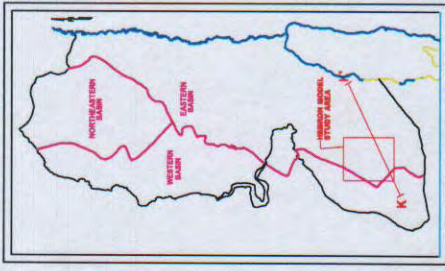 NORTHEASTERN
BASIN
EASTERN
BASIN
WESTERN
BASIN
HEBRON MODEL
STUDY AREA
K'
K